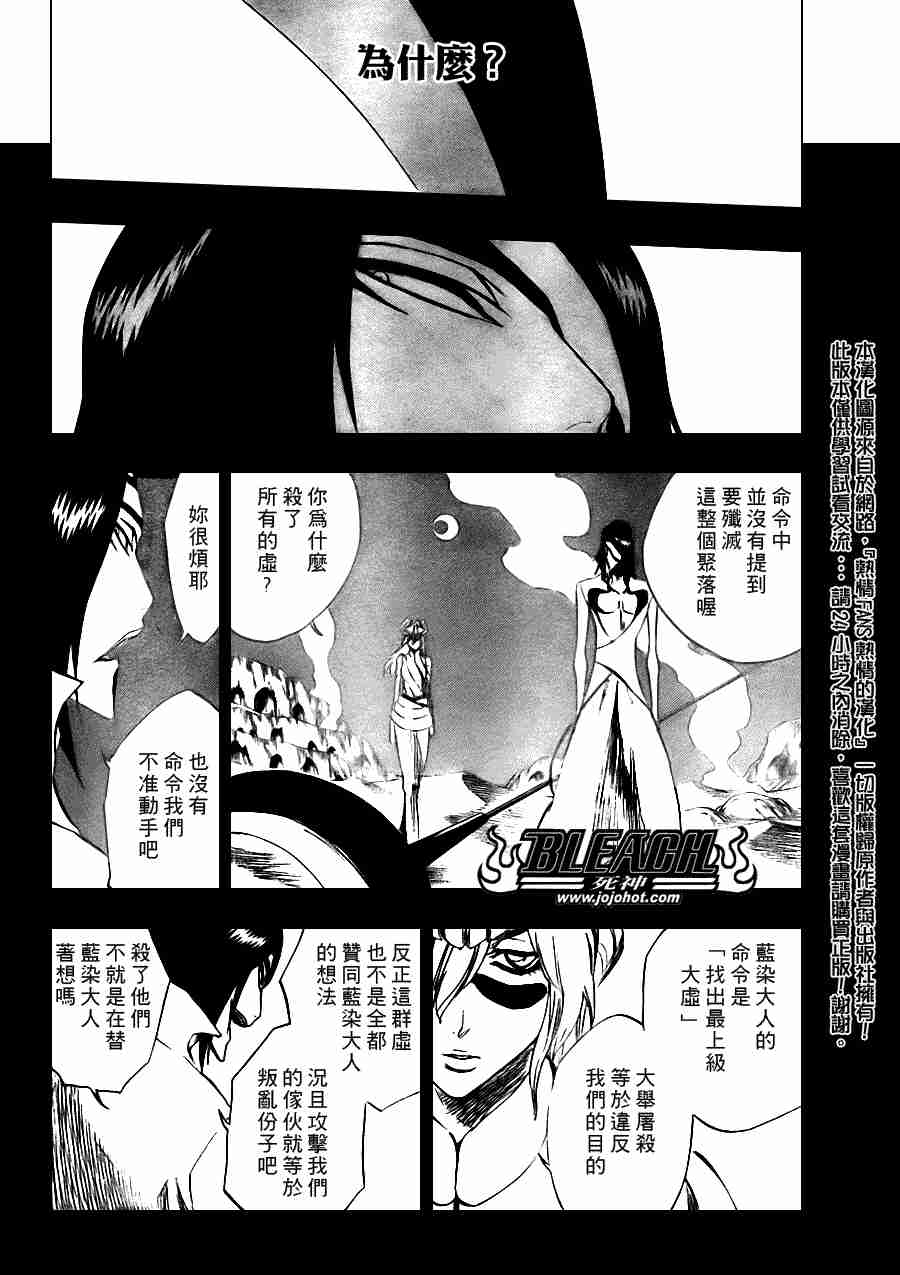 為什麼？
命令中
並沒有提到
要殲滅
這整個聚落喔
你為什麼
殺了
所有的虛？
妳很煩耶
也沒有
命令我們
不准動手吧
BLEACH
死神
www.jojohot.com
藍染大人的
命令是
「找出最上級
大虛」
大舉屠殺
等於違反
我們的目的
反正這群虛
也不是全都
贊同藍染大人
的想法
況且攻擊我們
的傢伙就等於
叛亂份子吧
殺了他們
不就是在替
藍染大人
著想嗎
本漢化圖源來自於網路，『熱情FANS熱情的漢化』一切版權歸原作者與出版社擁有！
此版本僅供學習試看交流…請24小時之內消除，喜歡這套漫畫請購買正版！謝謝。